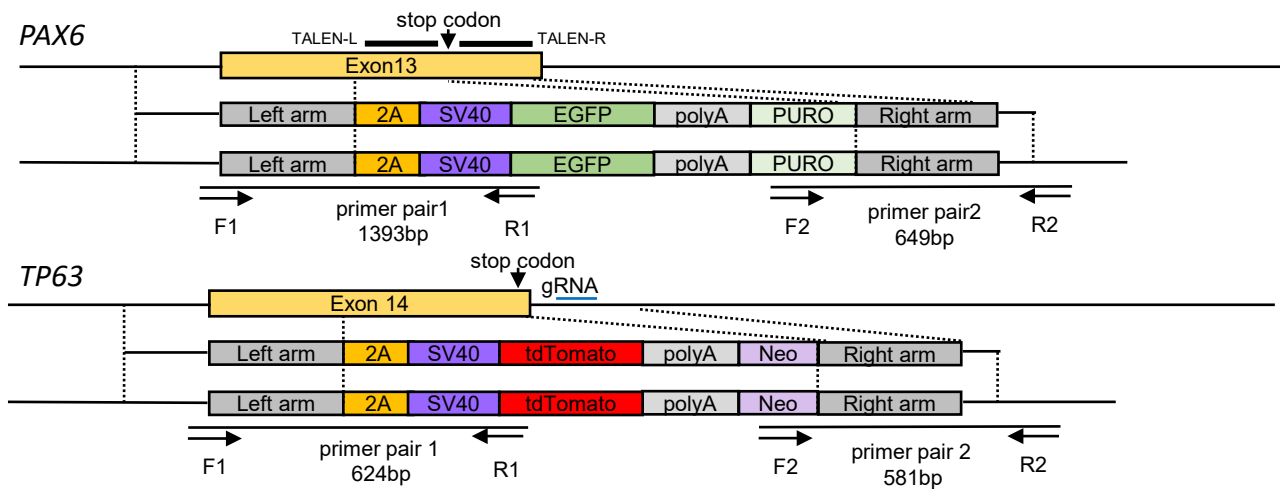 stop codon
PAX6
TALEN-L
TALEN-R
Exon13
Left arm 2A SV40 EGFP polyA PURO Right arm
Left arm 2A SV40 EGFP polyA PURO Right arm
F1
primer pair1
1393bp
R1
F2
primer pair2
649bp
R2
stop codon
TP63
gRNA
Exon 14
Left arm 2A SV40 tdTomato polyA Neo Right arm
Left arm 2A SV40 tdTomato polyA Neo Right arm
F1
primer pair 1
624bp
R1
F2
primer pair 2
581bp
R2